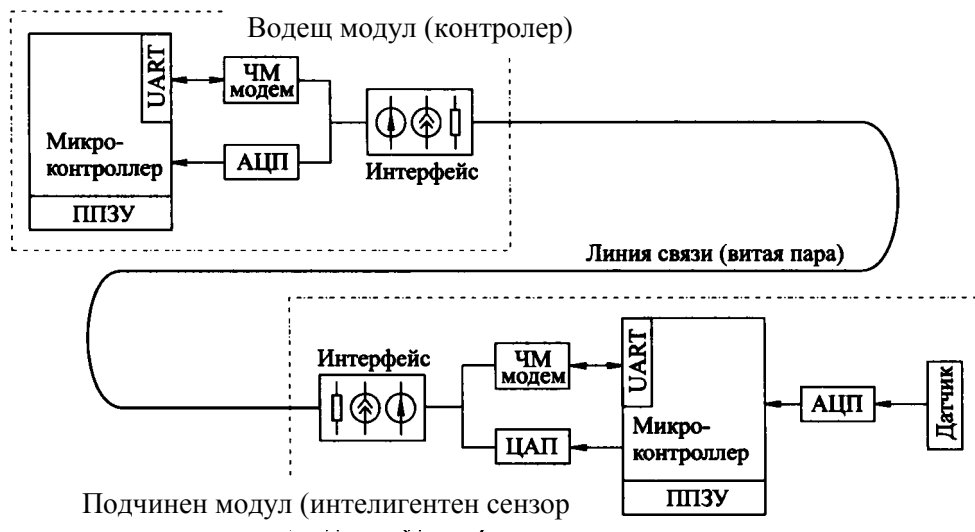 Водещ модул (контролер)
UART
ЧМ
модем
Микро-
контроллер
АЦП
Интерфейс
ППЗУ
Линия связи (витая пара)
Интерфейс
ЧМ
модем
UART
АЦП
Датчик
ЦАП
Микро-
контроллер
ППЗУ
Подчинен модул (интелигентен сензор